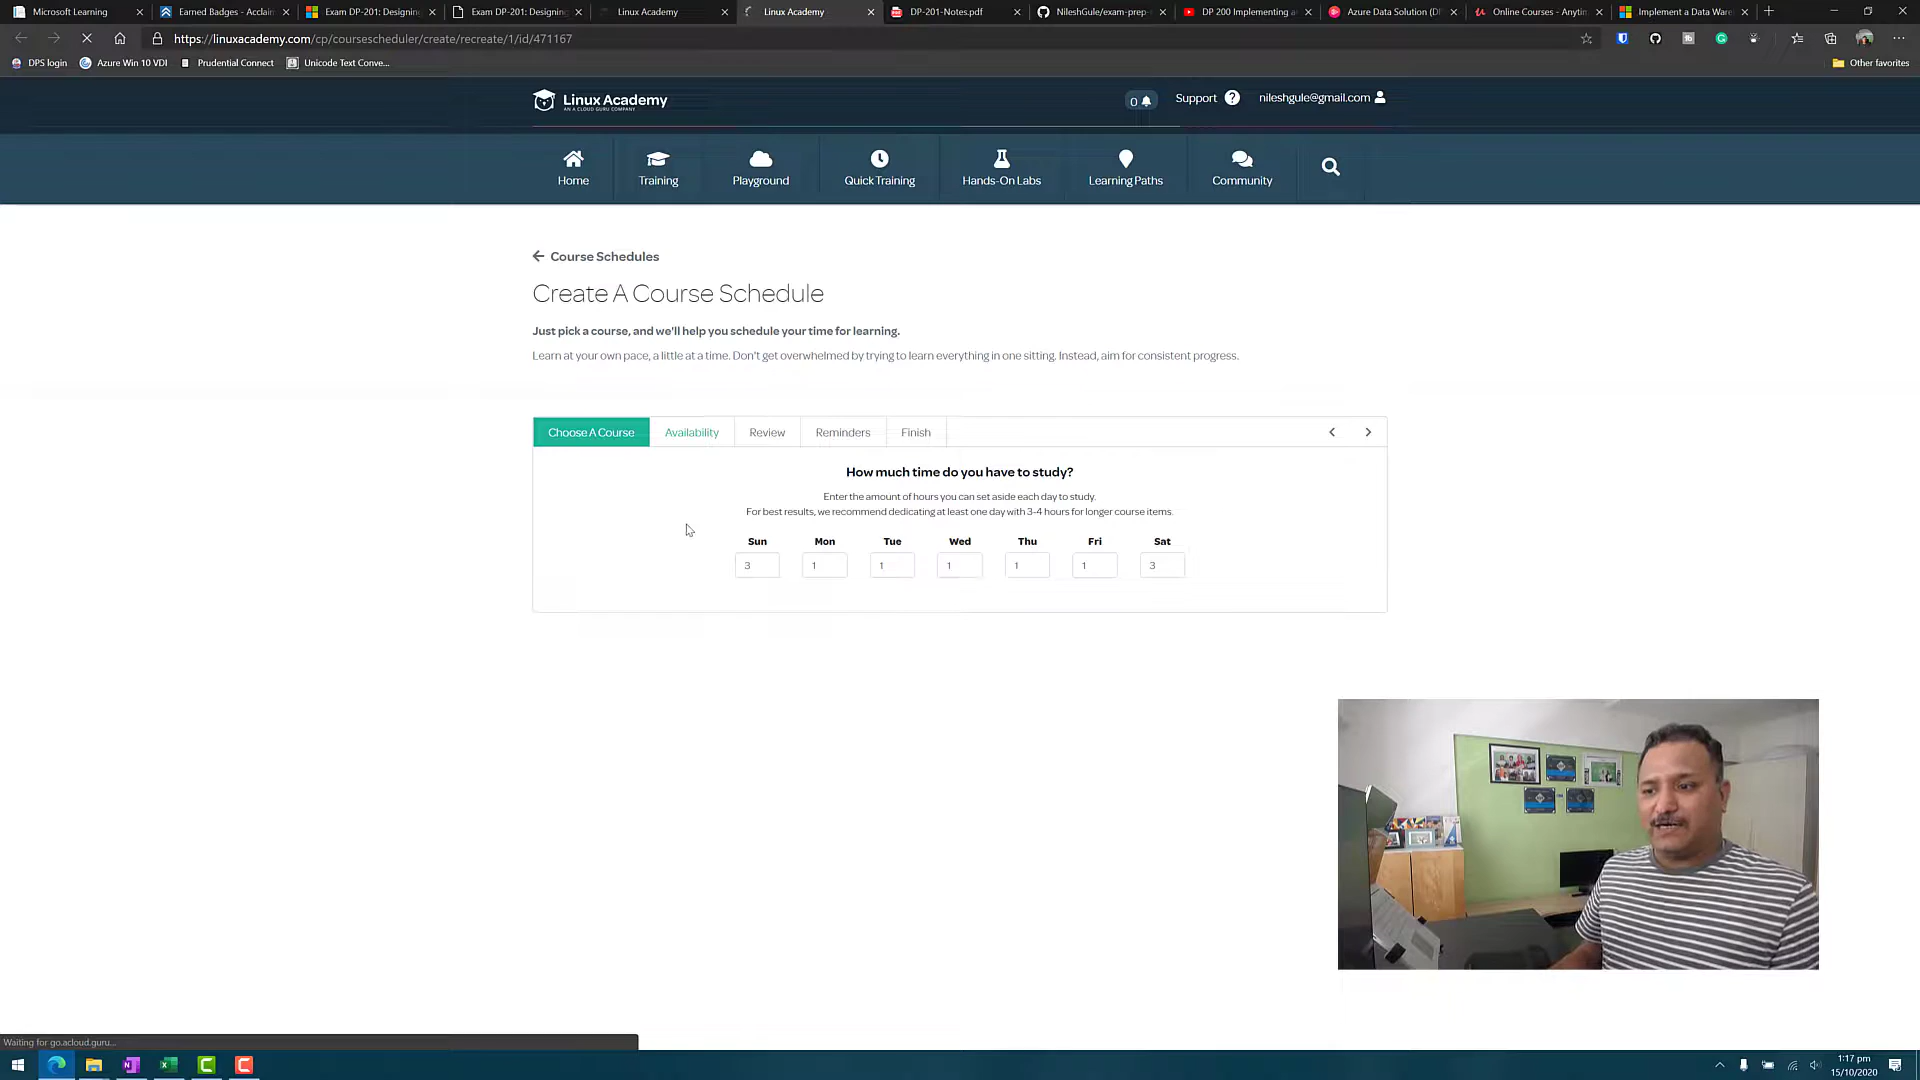 Microsoft Learning
Earned Badges - Acclain
Exam DP-201: Designing
Exam DP-201: Designing
Linux Academy
Linux Academy
DP-201-Notes.pdf
NileshGule/exam-prep-
DP 200 Implementing a
Azure Data Solution (D
Online Courses - Anytin
Implement a Data Ware
https://linuxacademy.com/cp/coursescheduler/create/recreate/1/id/471167
DPS login
Azure Win 10 VDI
Prudential Connect
Unicode Text Conve...
Other favorites
Linux Academy
AN A CLOUD GURU COMPANY
0
Support
nileshgule@gmail.com
Home
Training
Playground
Quick Training
Hands-On Labs
Learning Paths
Community
Course Schedules
Create A Course Schedule
Just pick a course, and we'll help you schedule your time for learning.
Learn at your own pace, a little at a time. Don't get overwhelmed by trying to learn everything in one sitting. Instead, aim for consistent progress.
Choose A Course
Availability
Review
Reminders
Finish
How much time do you have to study?
Enter the amount of hours you can set aside each day to study.
For best results, we recommend dedicating at least one day with 3-4 hours for longer course items.
Sun Mon Tue Wed Thu Fri Sat
3 1 1 1 1 1 3
Waiting for go.acloud.guru...
1:17 pm
15/10/2020